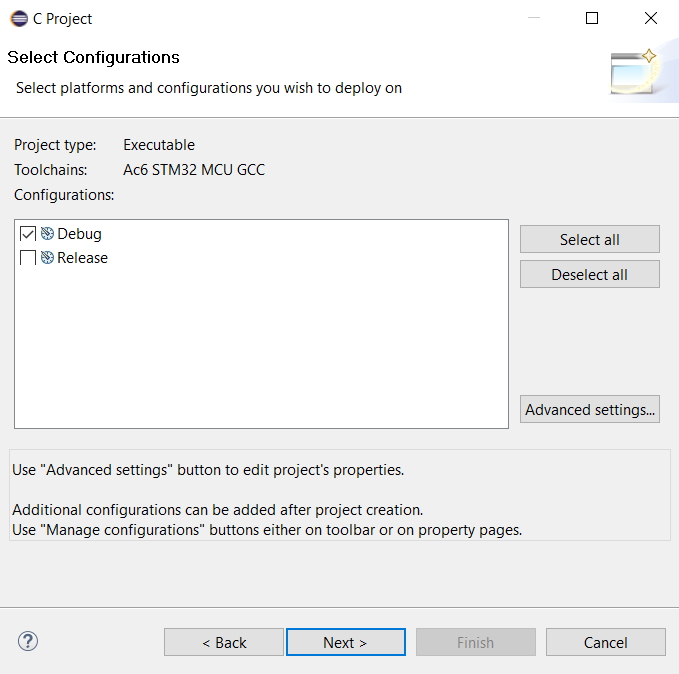 C Project
Select Configurations
Select platforms and configurations you wish to deploy on
Project type: Executable
Toolchains: Ac6 STM32 MCU GCC
Configurations:
Debug
Release
Select all
Deselect all
Advanced settings...
Use "Advanced settings" button to edit project's properties.
Additional configurations can be added after project creation.
Use "Manage configurations" buttons either on toolbar or on property pages.
? < Back Next > Finish Cancel